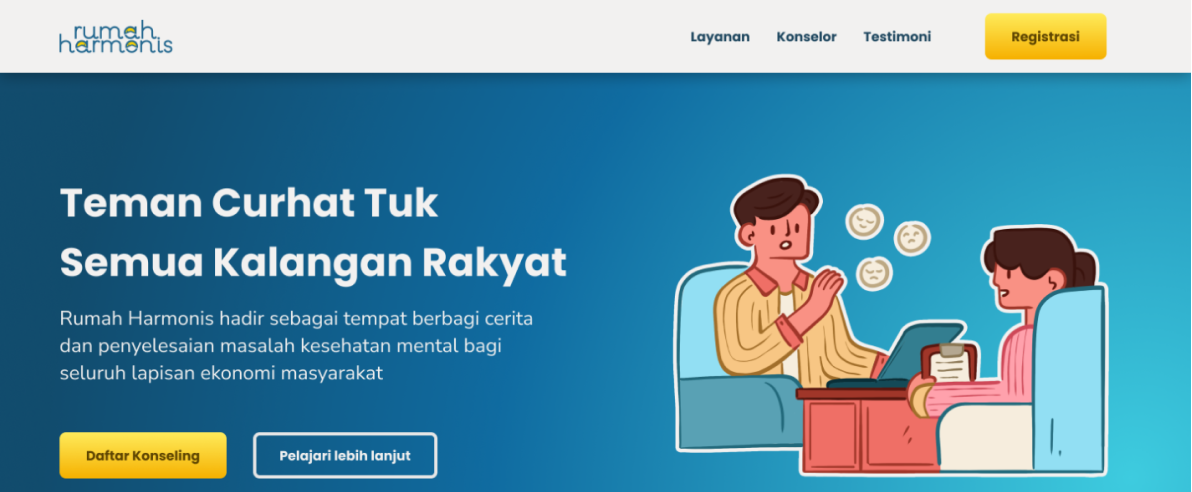 rumah
harmonis
Layanan Konselor Testimoni Registrasi
Teman Curhat Tuk
Semua Kalangan Rakyat
Rumah Harmonis hadir sebagai tempat berbagi cerita
dan penyelesaian masalah kesehatan mental bagi
seluruh lapisan ekonomi masyarakat
Daftar Konseling Pelajari lebih lanjut